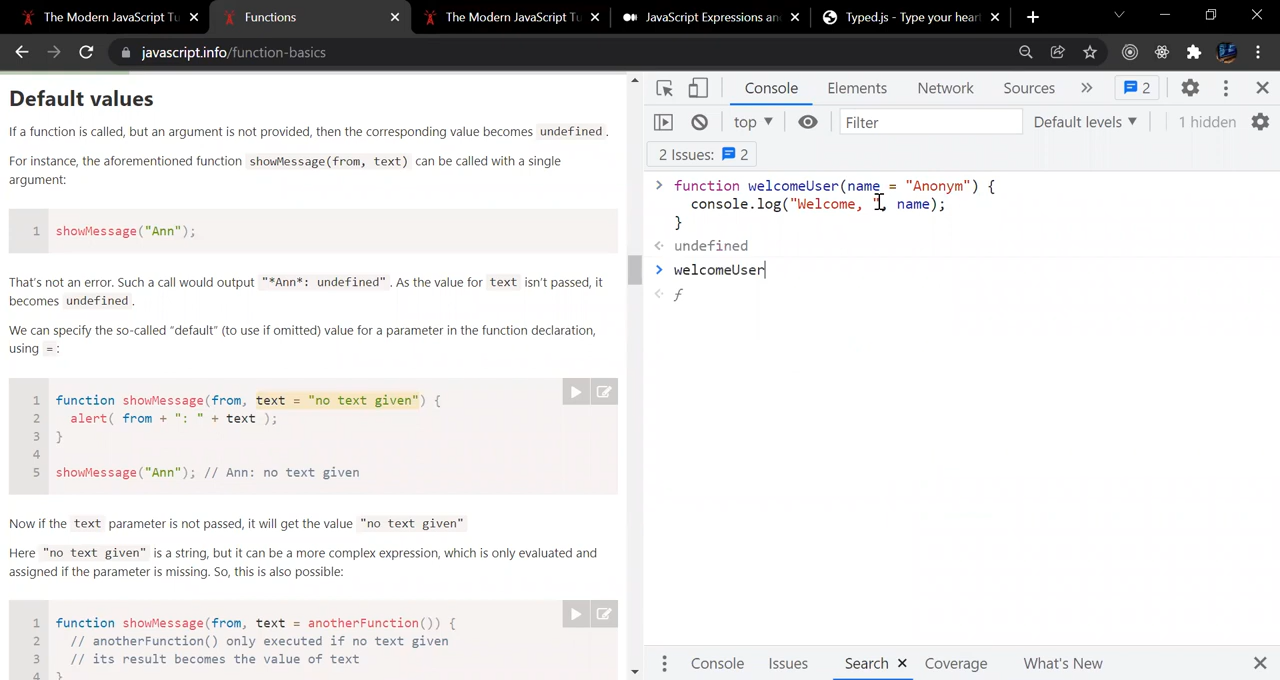 The Modern JavaScript Tu
Functions
The Modern JavaScript Tu
JavaScript Expressions an
Typed.js - Type your heart
javascript.info/function-basics
Default values
If a function is called, but an argument is not provided, then the corresponding value becomes undefined.
For instance, the aforementioned function showMessage(from, text) can be called with a single
argument:
1 showMessage("Ann");
That's not an error. Such a call would output "*Ann*: undefined". As the value for text isn't passed, it
becomes undefined.
We can specify the so-called "default" (to use if omitted) value for a parameter in the function declaration,
using =:
1 function showMessage(from, text = "no text given") {
2 alert( from + ": " + text );
3 }
4
5 showMessage("Ann"); // Ann: no text given
Now if the text parameter is not passed, it will get the value "no text given"
Here "no text given" is a string, but it can be a more complex expression, which is only evaluated and
assigned if the parameter is missing. So, this is also possible:
1 function showMessage(from, text = anotherFunction()) {
2 // anotherFunction() only executed if no text given
3 // its result becomes the value of text
4 }
Console Elements Network Sources 2
top Filter Default levels 1 hidden
2 Issues: 2
function welcomeUser(name = "Anonym") {
console.log("Welcome, ", name);
}
undefined
welcomeUser
ƒ
Console Issues Search Coverage What's New